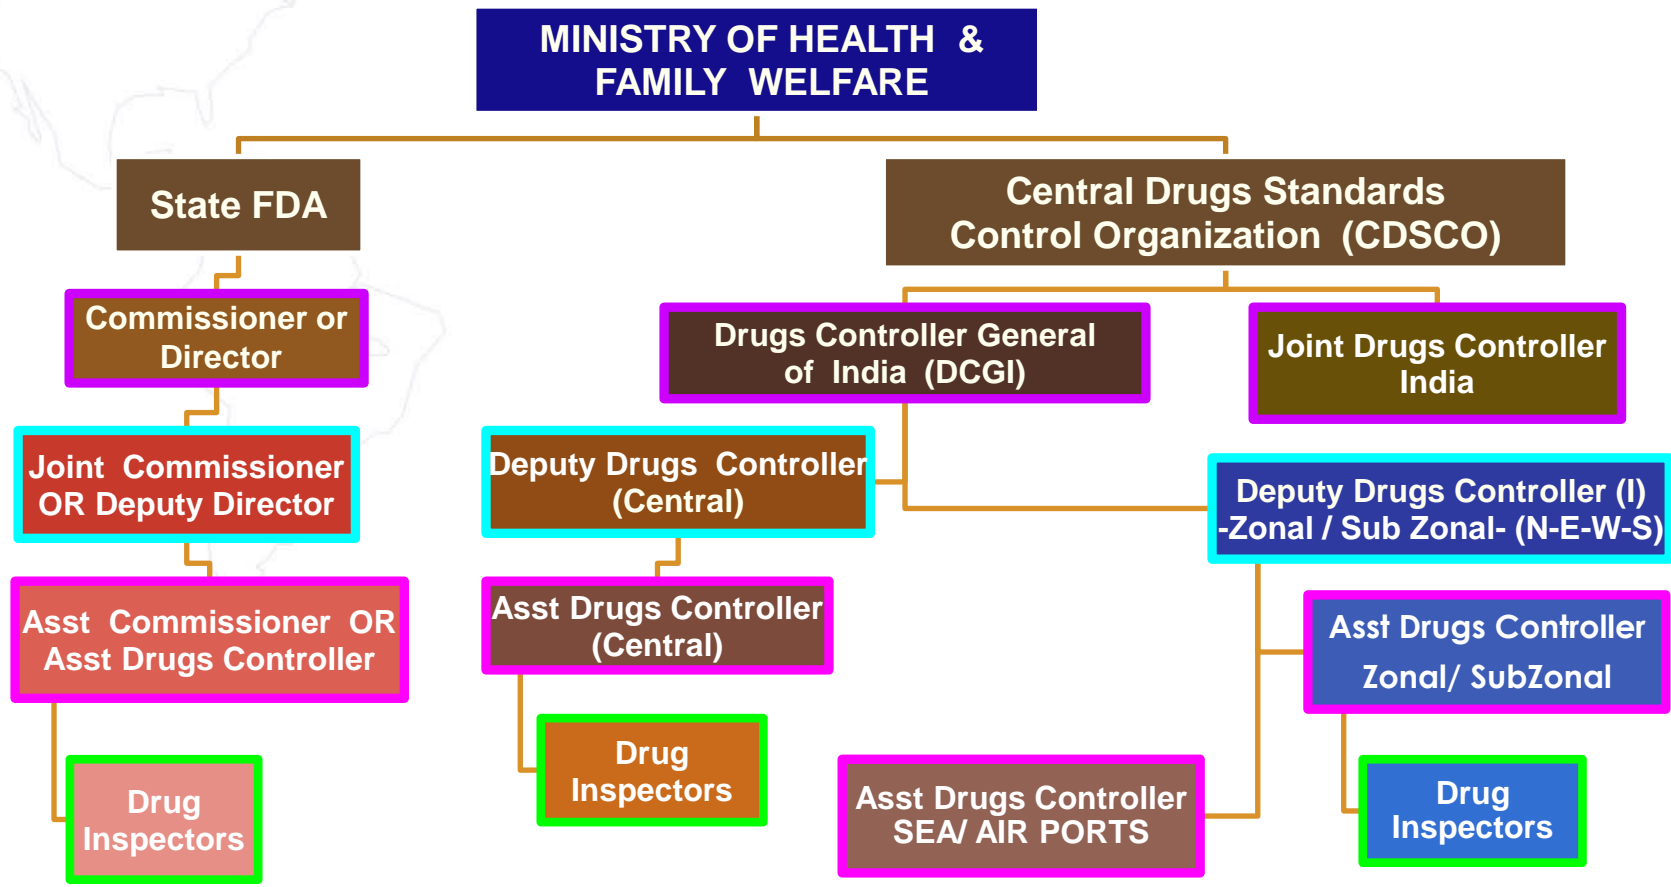 MINISTRY OF HEALTH &
FAMILY WELFARE
State FDA
Central Drugs Standards
Control Organization (CDSCO)
Commissioner or
Director
Drugs Controller General
of India (DCGI)
Joint Drugs Controller
India
Joint Commissioner
OR Deputy Director
Deputy Drugs Controller
(Central)
Deputy Drugs Controller (I)
-Zonal / Sub Zonal- (N-E-W-S)
Asst Commissioner OR
Asst Drugs Controller
Asst Drugs Controller
(Central)
Asst Drugs Controller
Zonal/ SubZonal
Drug
Inspectors
Drug
Inspectors
Asst Drugs Controller
SEA/ AIR PORTS
Drug
Inspectors